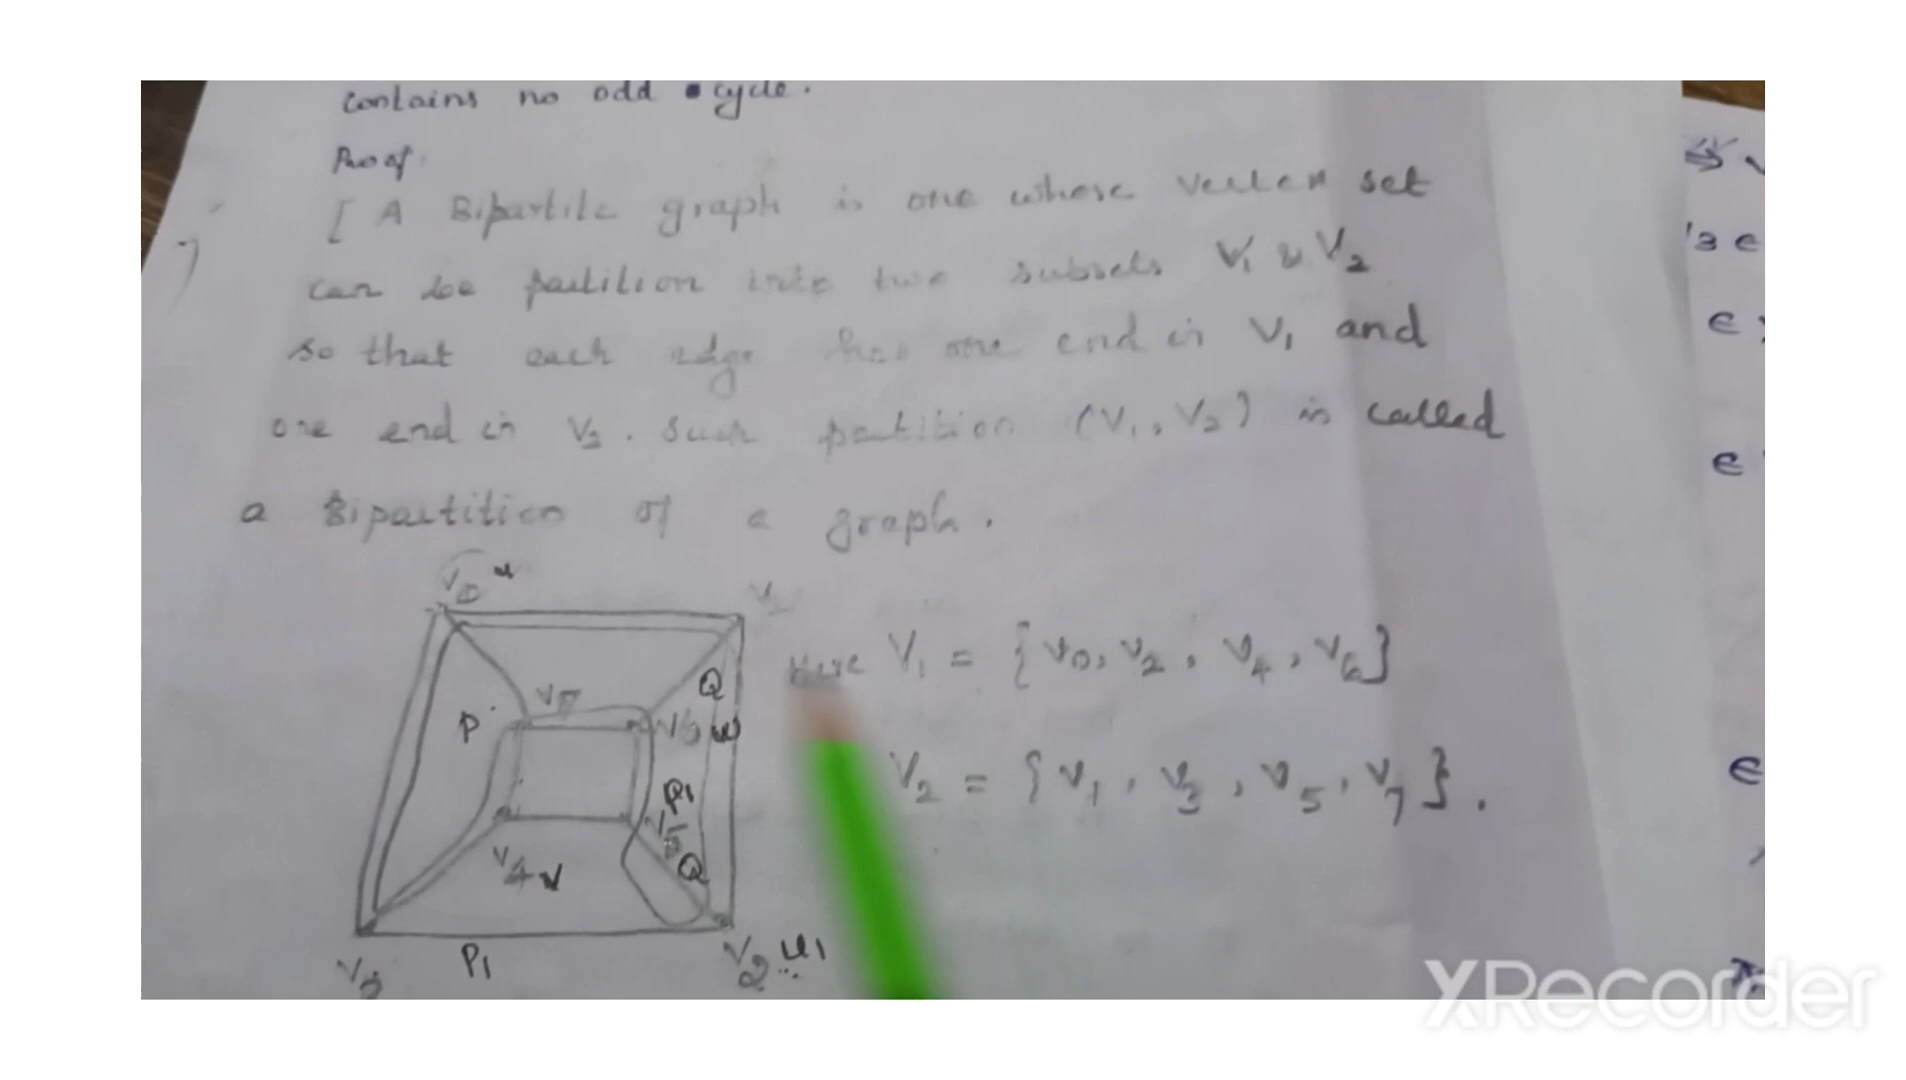 contains no odd cycle.
Proof:
[ A Bipartite graph is one whose vertex set
can be partition into two subsets V1 & V2
so that each edge has one end in V1 and
one end in V2. Such partition (V1, V2) is called
a Bipartition of a graph.
V0 u
Here V1 = { v0, v2, v4, v6}
V2 = { v1, v3, v5, v7}.
P
Q
w
Q1
Q
V4 v
P1
V2 u1
V3
XRecorder